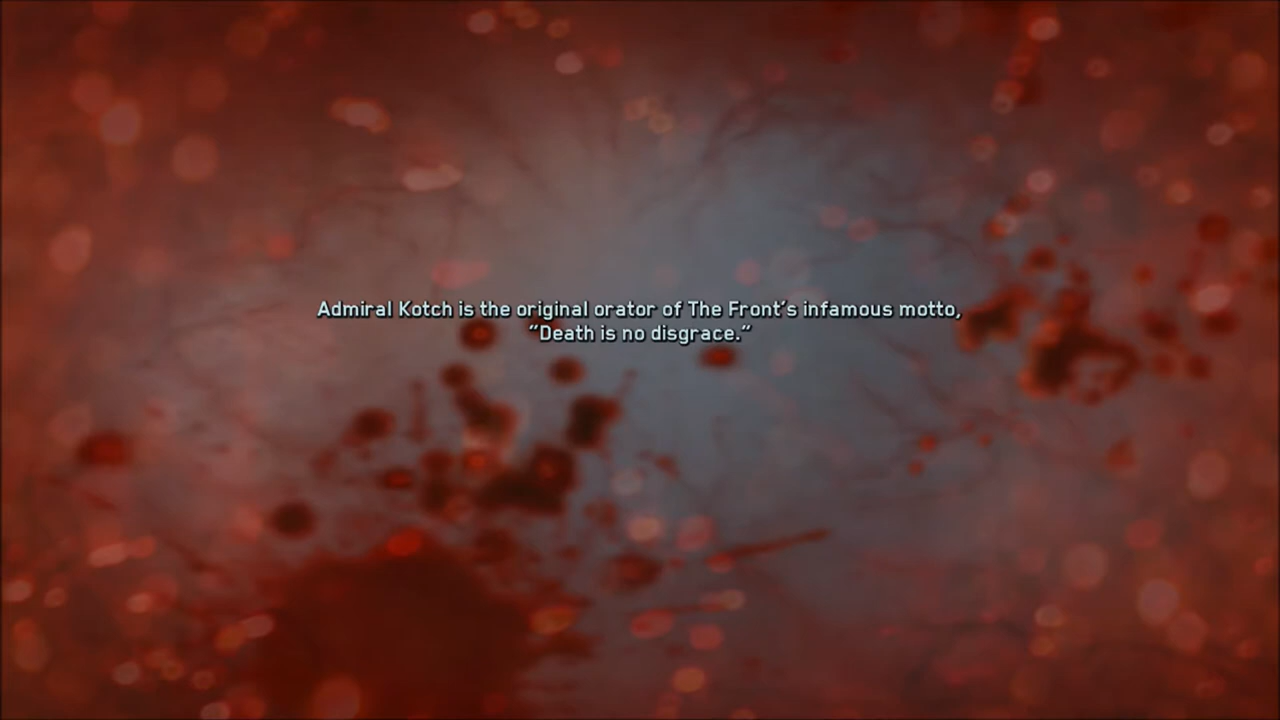 Admiral Kotch is the original orator of The Front's infamous motto,
"Death is no disgrace."